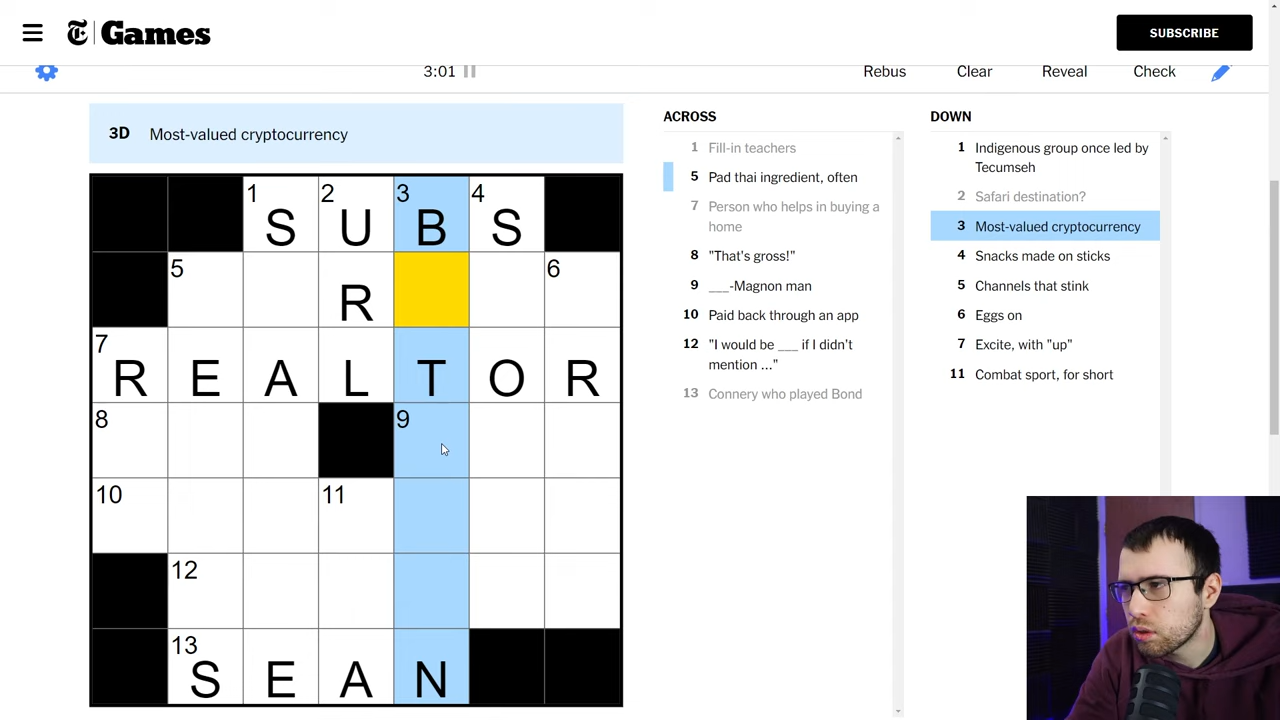 Games
SUBSCRIBE
3:01
Rebus
Clear
Reveal
Check
3D Most-valued cryptocurrency
1 S 2 U 3 B 4 S
5 R 6
7 R E A L T O R
8 9
10 11
12
13 S E A N
ACROSS
1 Fill-in teachers
5 Pad thai ingredient, often
7 Person who helps in buying a
home
8 "That's gross!"
9 ___-Magnon man
10 Paid back through an app
12 "I would be ___ if I didn't
mention ..."
13 Connery who played Bond
DOWN
1 Indigenous group once led by
Tecumseh
2 Safari destination?
3 Most-valued cryptocurrency
4 Snacks made on sticks
5 Channels that stink
6 Eggs on
7 Excite, with "up"
11 Combat sport, for short